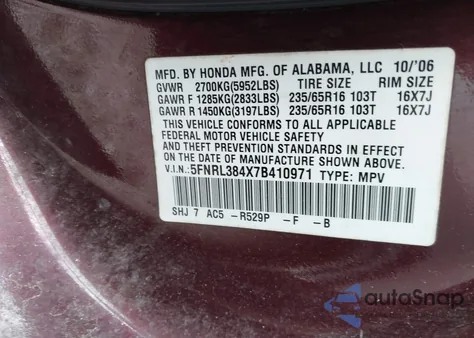 MFD. BY HONDA MFG. OF ALABAMA, LLC 10/'06
GVWR 2700KG(5952LBS) TIRE SIZE RIM SIZE
GAWR F 1285KG(2833LBS) 235/65R16 103T 16X7J
GAWR R 1450KG(3197LBS) 235/65R16 103T 16X7J
THIS VEHICLE CONFORMS TO ALL APPLICABLE
FEDERAL MOTOR VEHICLE SAFETY
AND THEFT PREVENTION STANDARDS IN EFFECT
ON THE DATE OF MANUFACTURE SHOWN ABOVE.
V.I.N.:5FNRL384X7B410971 TYPE: MPV
SHJ 7 AC5 -R529P -F -B
autoSnap